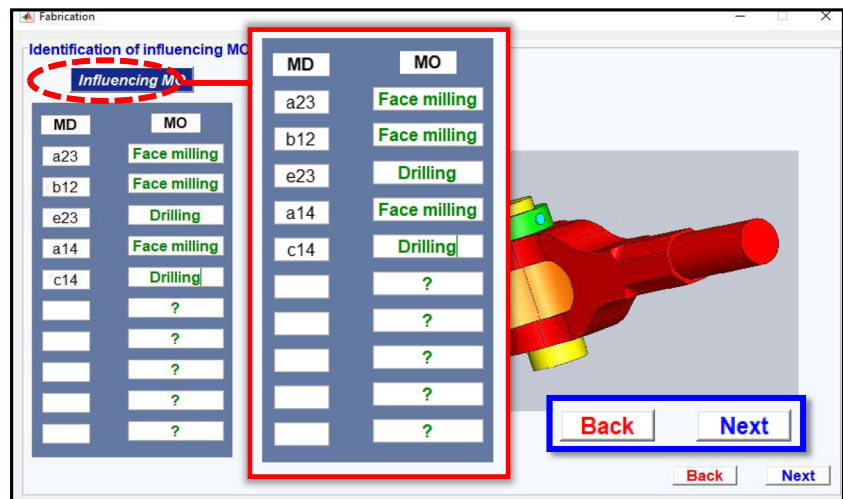 Fabrication
Identification of influencing MO
Influencing MO
MD MO
a23 Face milling
b12 Face milling
e23 Drilling
a14 Face milling
c14 Drilling
?
?
?
?
?
MD MO
a23 Face milling
b12 Face milling
e23 Drilling
a14 Face milling
c14 Drilling
?
?
?
?
?
Back Next
Back Next